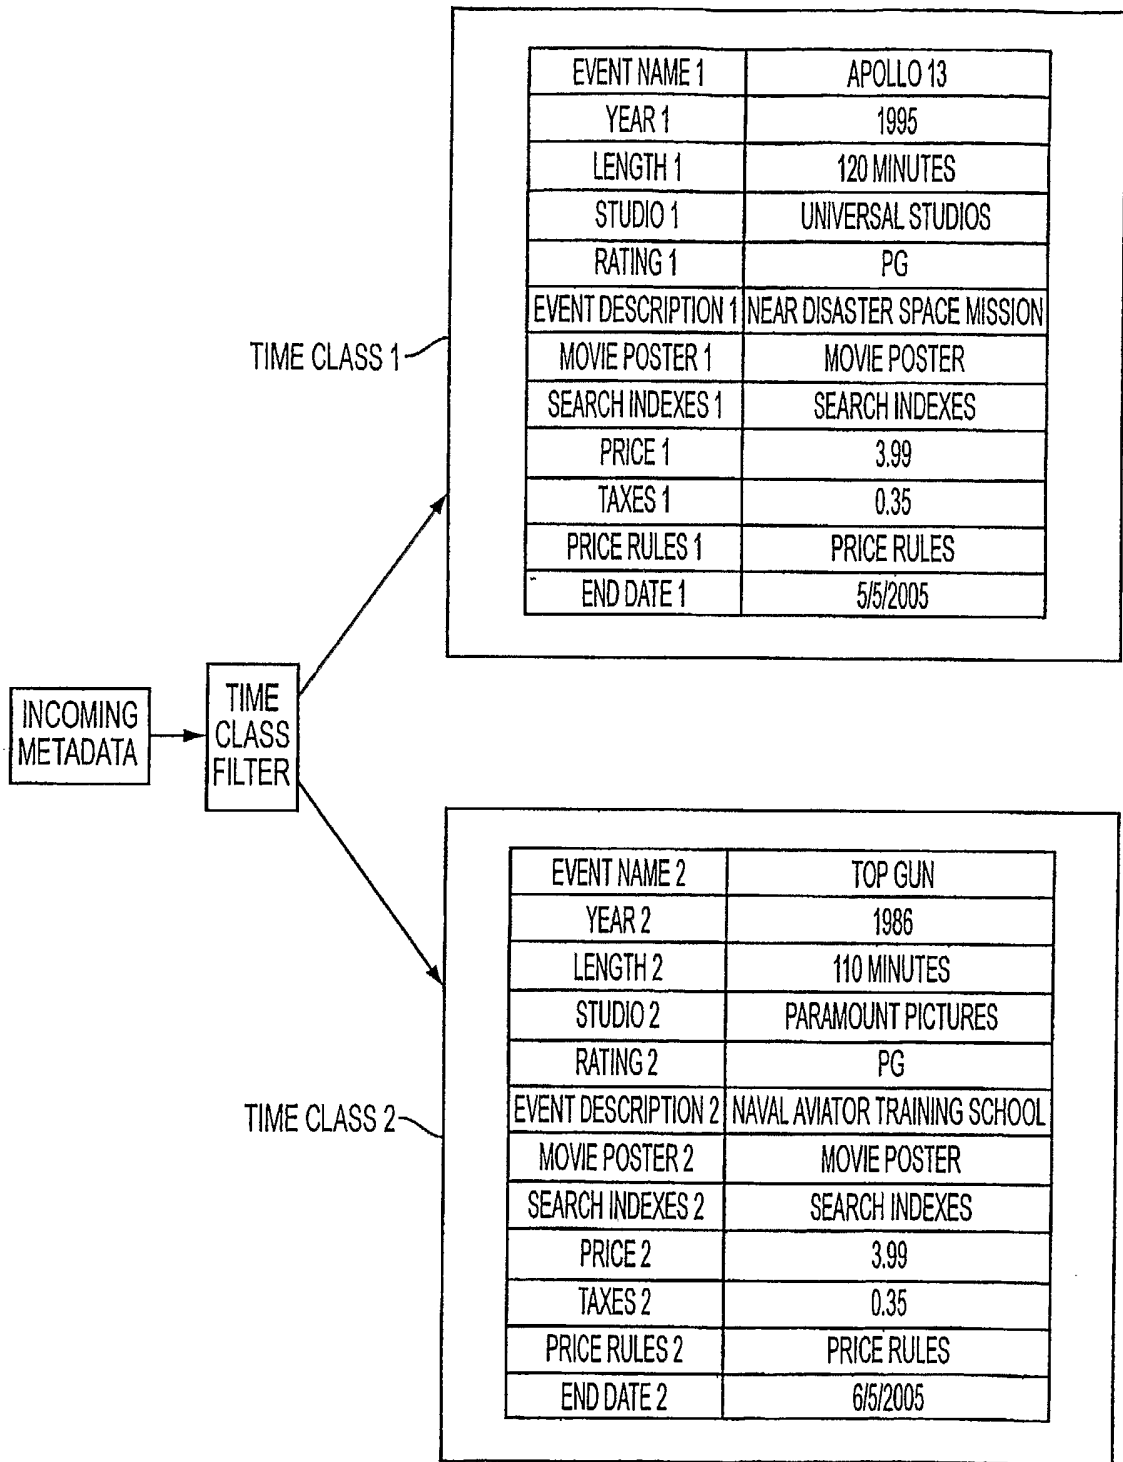 EVENT NAME 1 APOLLO 13
YEAR 1 1995
LENGTH 1 120 MINUTES
STUDIO 1 UNIVERSAL STUDIOS
RATING 1 PG
EVENT DESCRIPTION 1 NEAR DISASTER SPACE MISSION
MOVIE POSTER 1 MOVIE POSTER
SEARCH INDEXES 1 SEARCH INDEXES
PRICE 1 3.99
TAXES 1 0.35
PRICE RULES 1 PRICE RULES
END DATE 1 5/5/2005
TIME CLASS 1
INCOMING
METADATA
TIME
CLASS
FILTER
EVENT NAME 2 TOP GUN
YEAR 2 1986
LENGTH 2 110 MINUTES
STUDIO 2 PARAMOUNT PICTURES
RATING 2 PG
EVENT DESCRIPTION 2 NAVAL AVIATOR TRAINING SCHOOL
MOVIE POSTER 2 MOVIE POSTER
SEARCH INDEXES 2 SEARCH INDEXES
PRICE 2 3.99
TAXES 2 0.35
PRICE RULES 2 PRICE RULES
END DATE 2 6/5/2005
TIME CLASS 2